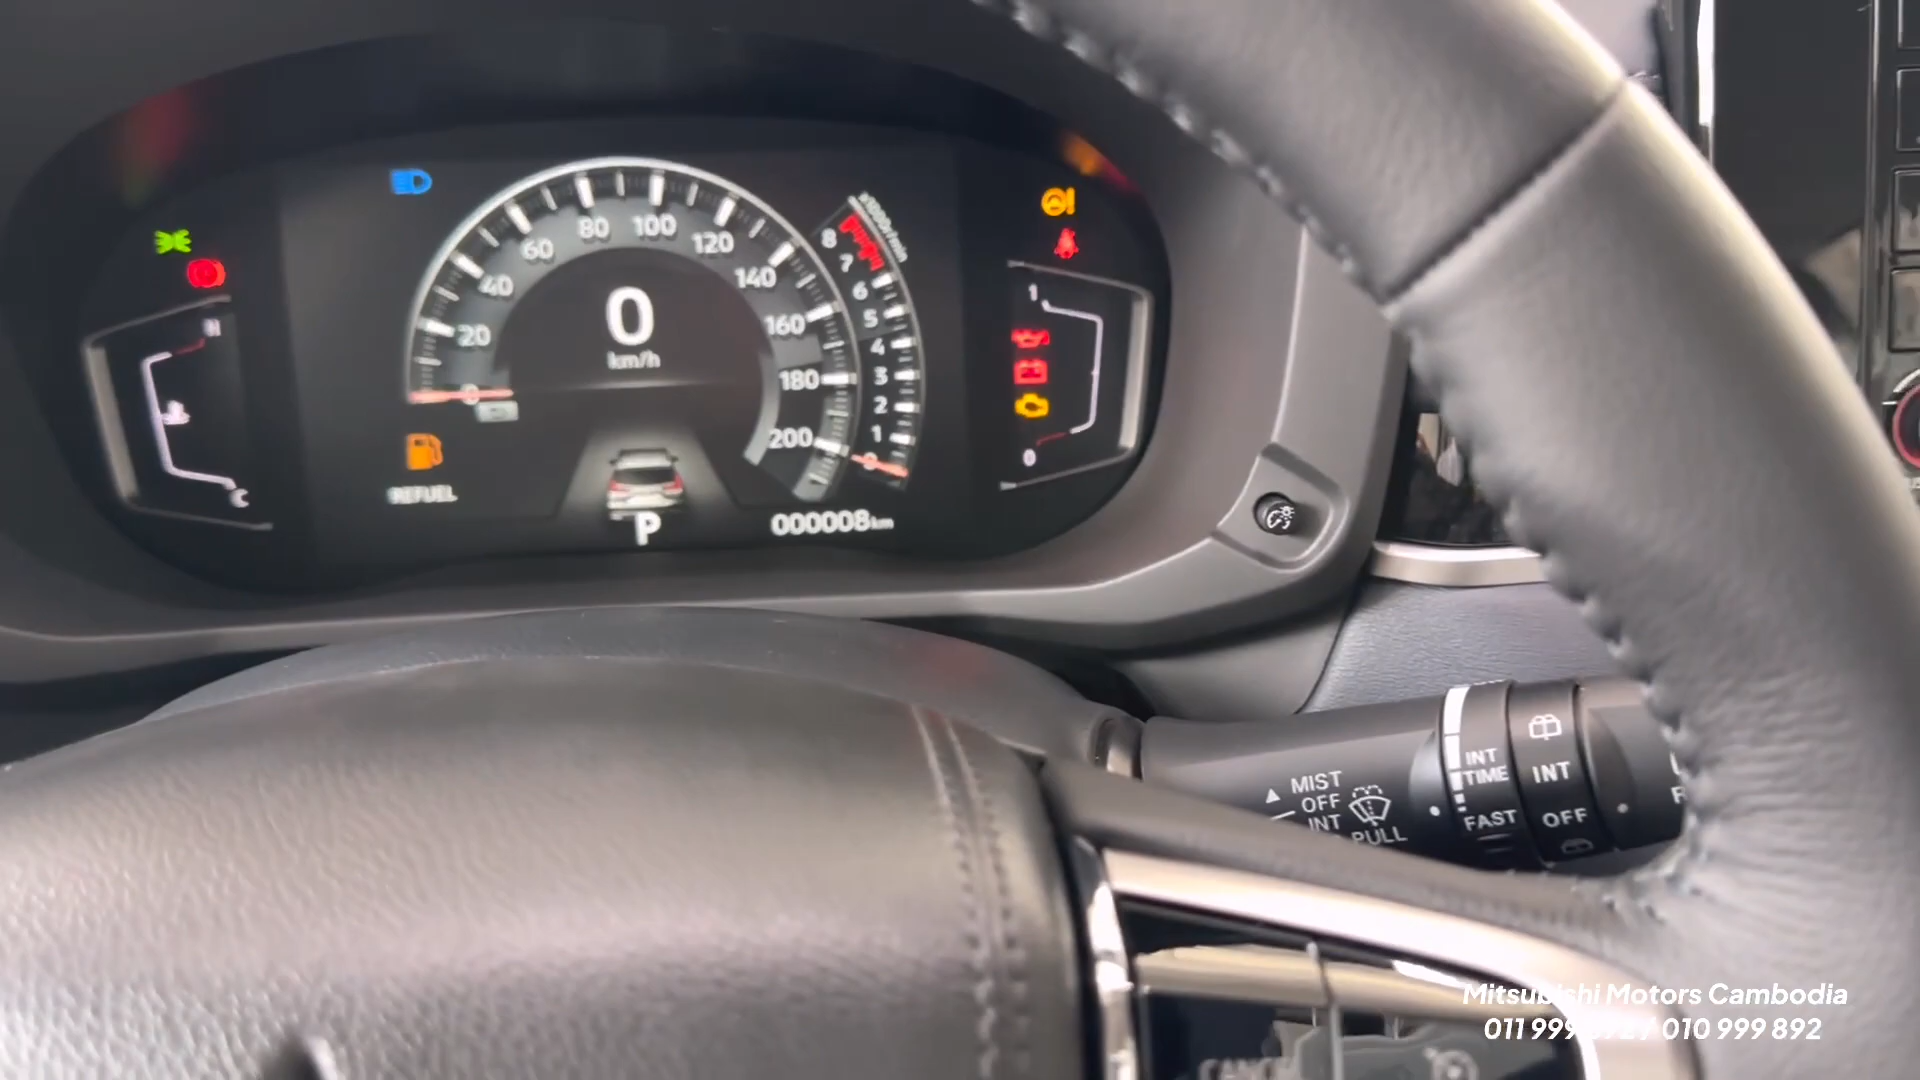 20
40
60
80
100
120
140
160
180
200
0
km/h
8
7
6
5
4
3
2
1
0
x1000r/min
H
C
1
0
REFUEL
P
000008km
MIST
OFF
INT
PULL
INT
TIME
FAST
INT
OFF
Mitsubishi Motors Cambodia
010 999 892